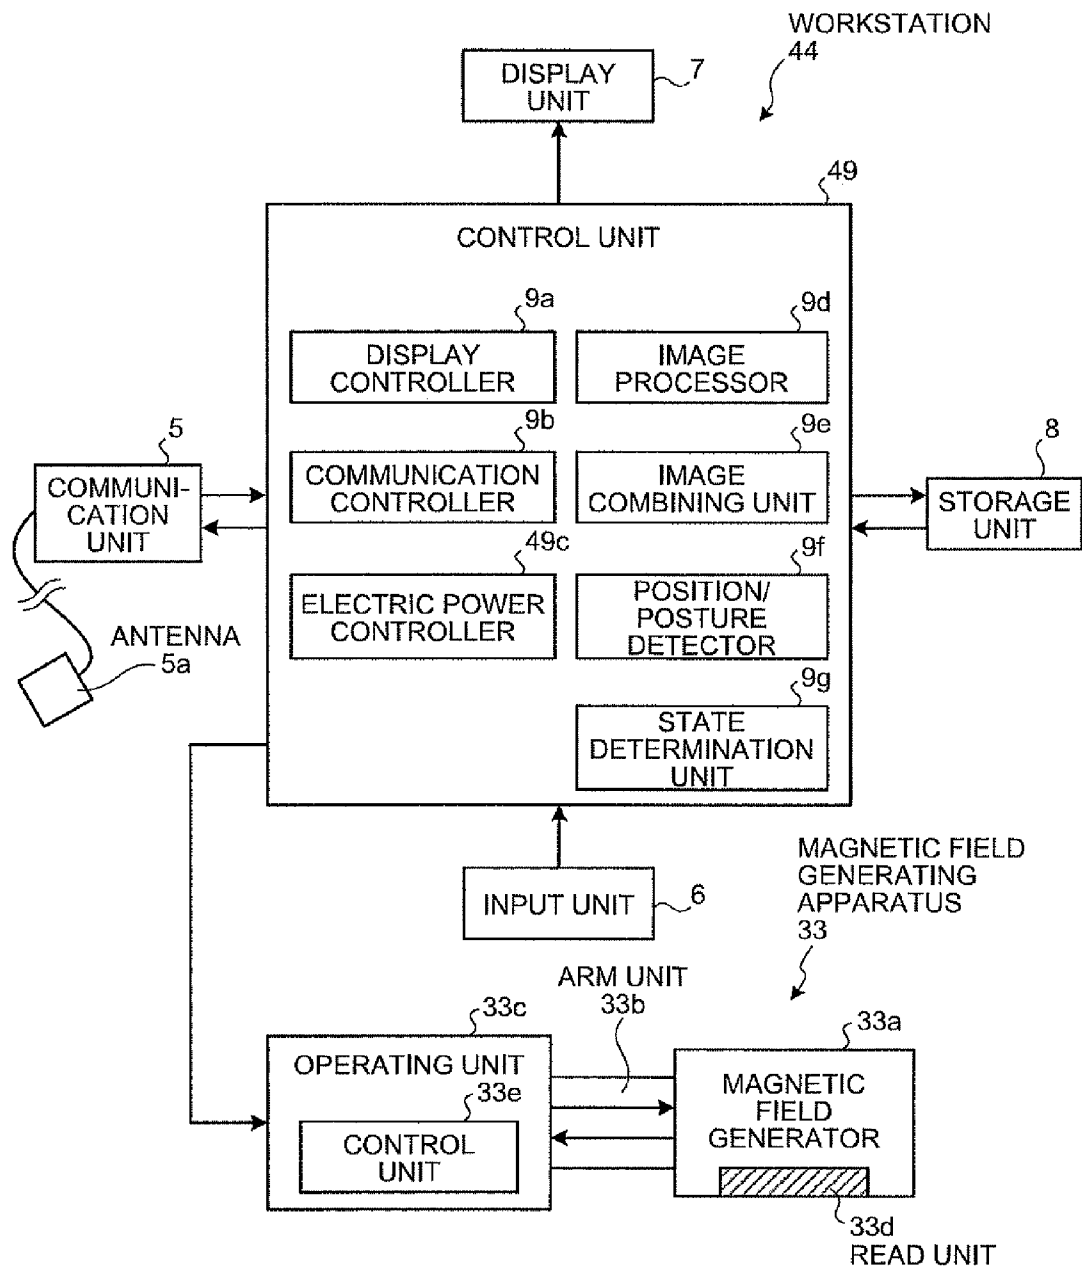 WORKSTATION
44
DISPLAY
UNIT
7
49
CONTROL UNIT
9a
DISPLAY
CONTROLLER
9d
IMAGE
PROCESSOR
9b
COMMUNICATION
CONTROLLER
9e
IMAGE
COMBINING UNIT
5
COMMUNI-
CATION
UNIT
8
STORAGE
UNIT
49c
ELECTRIC POWER
CONTROLLER
9f
POSITION/
POSTURE
DETECTOR
ANTENNA
5a
9g
STATE
DETERMINATION
UNIT
INPUT UNIT
6
MAGNETIC FIELD
GENERATING
APPARATUS
33
ARM UNIT
33b
33c
OPERATING UNIT
33e
CONTROL
UNIT
33a
MAGNETIC
FIELD
GENERATOR
33d
READ UNIT